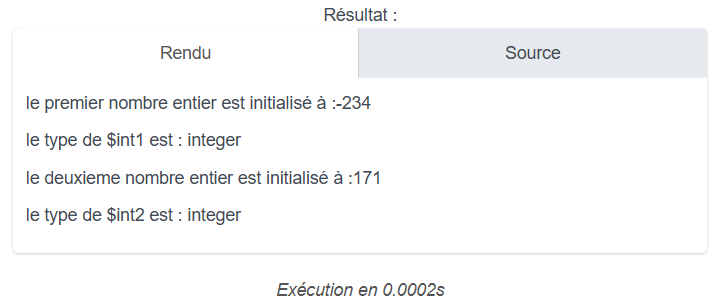 Résultat :
Rendu
Source
le premier nombre entier est initialisé à :-234
le type de $int1 est : integer
le deuxieme nombre entier est initialisé à :171
le type de $int2 est : integer
Exécution en 0.0002s